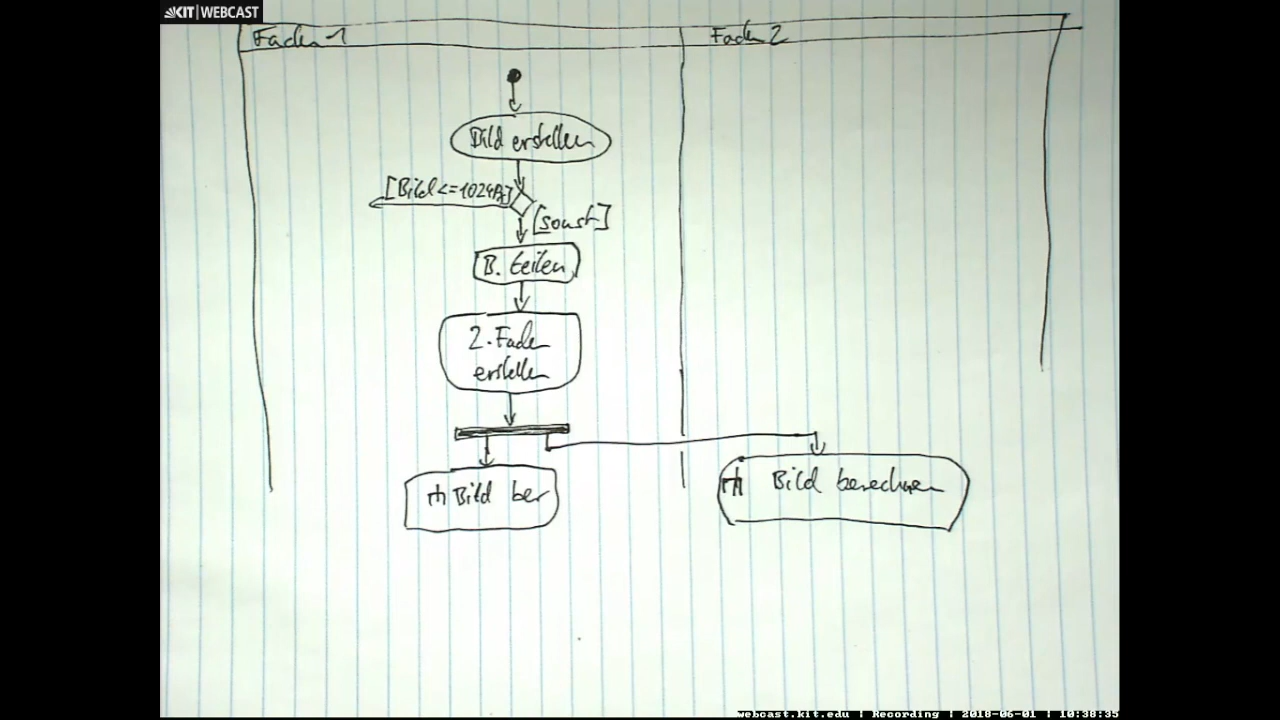 KIT WEBCAST
Faden 1
Faden 2
Bild erstellen
[Bild <= 1024Px]
[sonst]
B. teilen
2. Faden
erstellen
Bild ber
Bild berechnen
webcast.kit.edu | Recording | 2018-06-01 | 10:38:35